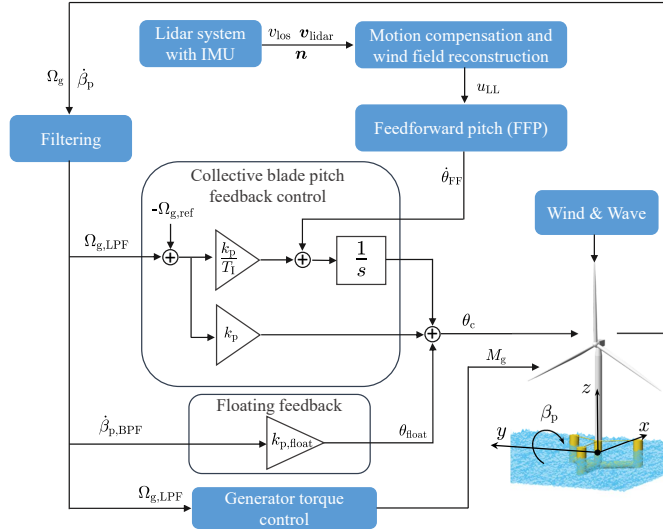 Lidar system
with IMU
v_los v_lidar
n
Motion compensation and
wind field reconstruction
Ω_g
β̇_p
u_LL
Filtering
Feedforward pitch (FFP)
Collective blade pitch
feedback control
θ̇_FF
-Ω_g,ref
Wind & Wave
Ω_g,LPF
k_p
T_I
1
s
k_p
θ_c
M_g
Floating feedback
β̇_p,BPF
k_p,float
θ_float
z
β_p
y
x
Ω_g,LPF
Generator torque
control